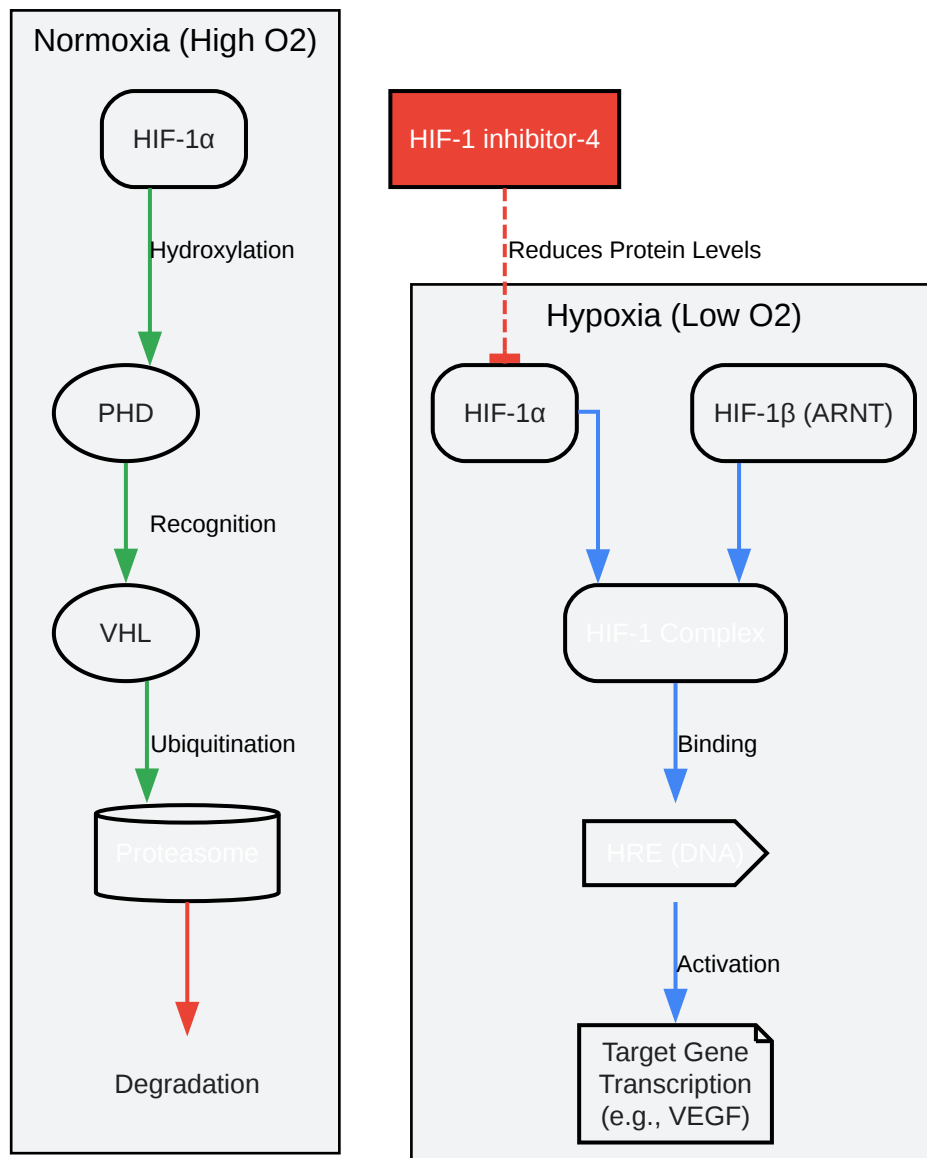 Normoxia (High O2)
HIF-1α
Hydroxylation
PHD
Recognition
VHL
Ubiquitination
Proteasome
Degradation
HIF-1 inhibitor-4
Reduces Protein Levels
Hypoxia (Low O2)
HIF-1α
HIF-1β (ARNT)
HIF-1 Complex
Binding
HRE (DNA)
Activation
Target Gene
Transcription
(e.g., VEGF)